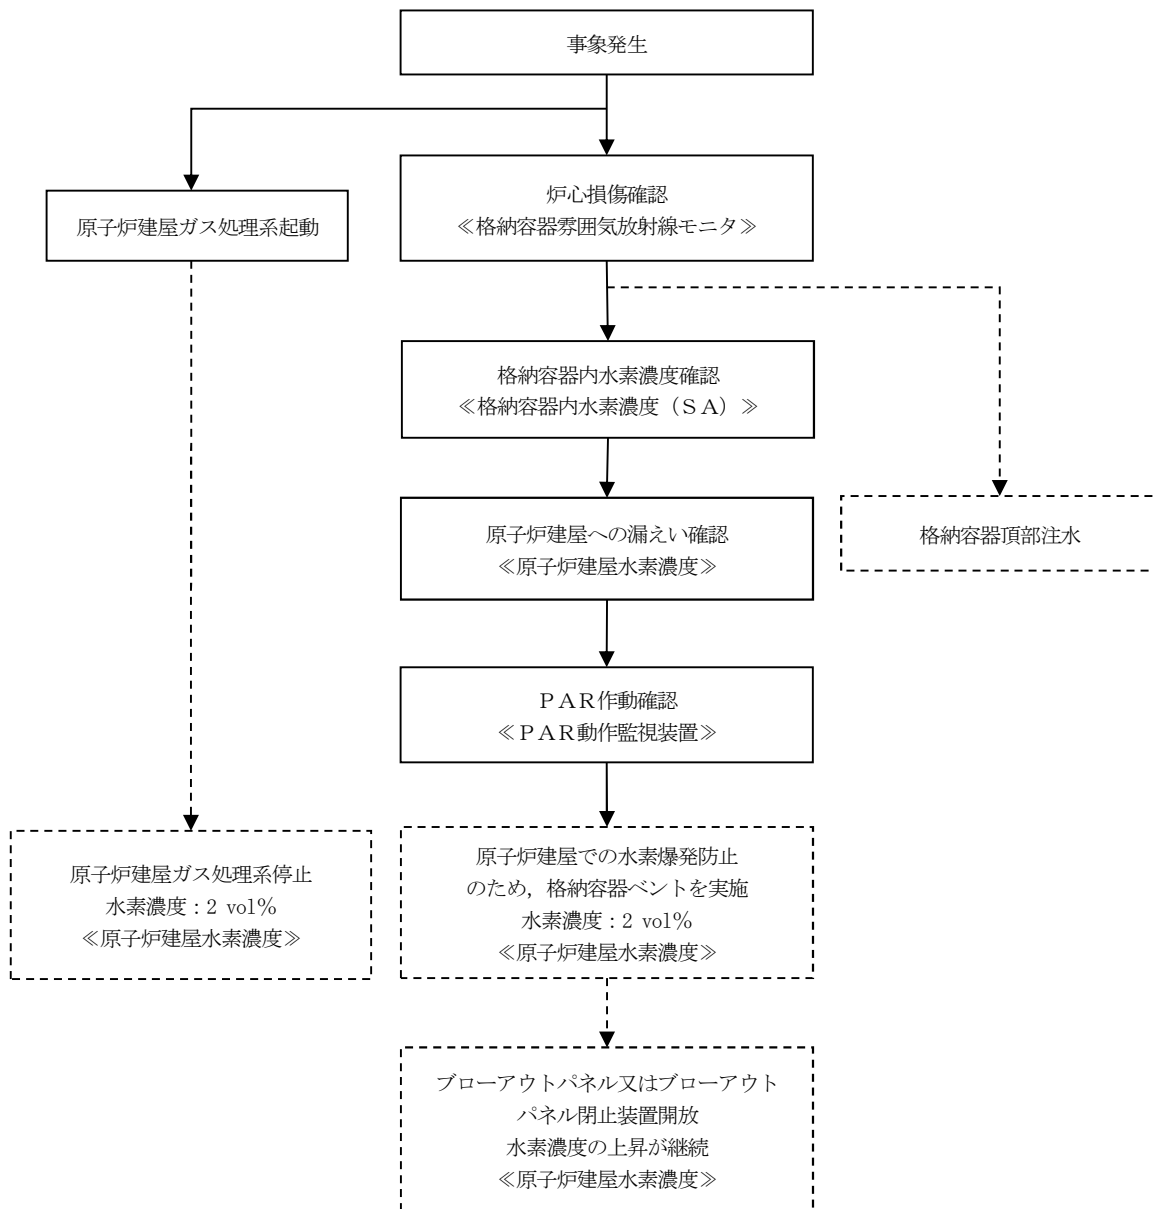 事象発生
原子炉建屋ガス処理系起動
炉心損傷確認
≪格納容器雰囲気放射線モニタ≫
格納容器内水素濃度確認
≪格納容器内水素濃度（ＳＡ）≫
原子炉建屋への漏えい確認
≪原子炉建屋水素濃度≫
格納容器頂部注水
ＰＡＲ作動確認
≪ＰＡＲ動作監視装置≫
原子炉建屋ガス処理系停止
水素濃度：2 vol％
≪原子炉建屋水素濃度≫
原子炉建屋での水素爆発防止
のため，格納容器ベントを実施
水素濃度：2 vol％
≪原子炉建屋水素濃度≫
ブローアウトパネル又はブローアウト
パネル閉止装置開放
水素濃度の上昇が継続
≪原子炉建屋水素濃度≫